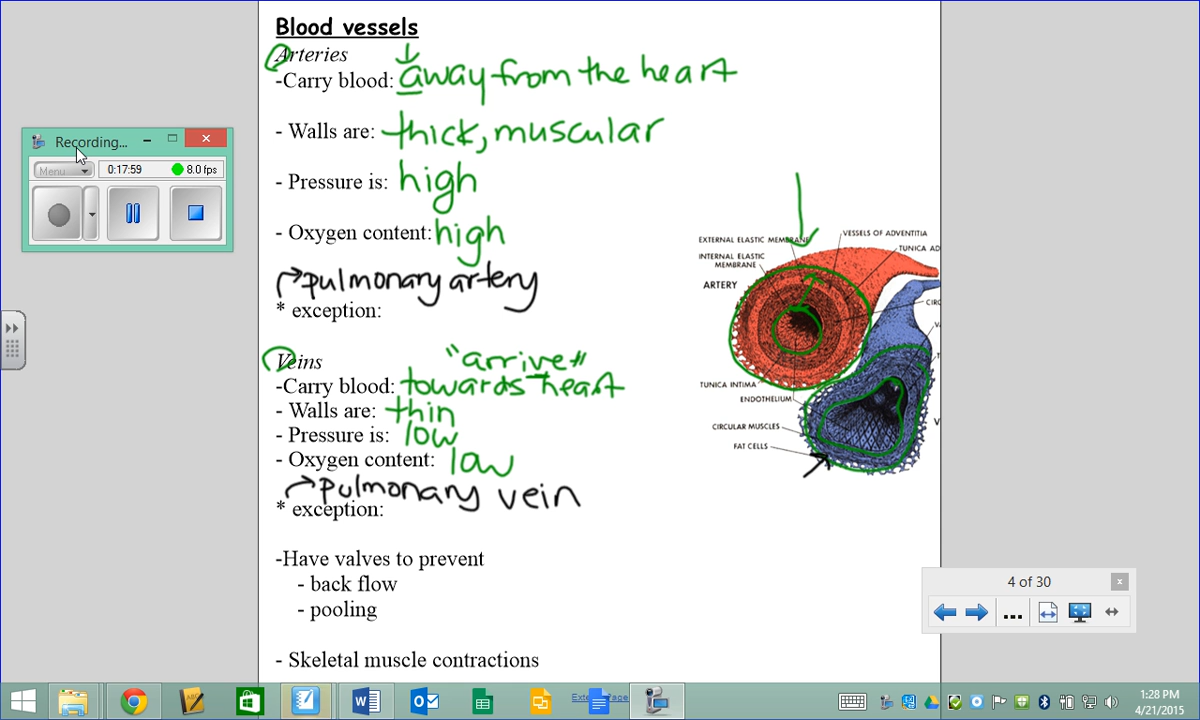 Blood vessels
Arteries
-Carry blood: away from the heart
- Walls are: thick, muscular
- Pressure is: high
- Oxygen content: high
pulmonary artery
* exception:
Veins
"arrive"
-Carry blood: towards heart
- Walls are: thin
- Pressure is: low
- Oxygen content: low
pulmonary vein
* exception:
-Have valves to prevent
- back flow
- pooling
- Skeletal muscle contractions
Recording...
Menu
0:17:59
8.0 fps
EXTERNAL ELASTIC MEMBRANE
VESSELS OF ADVENTITIA
TUNICA AD
INTERNAL ELASTIC
MEMBRANE
ARTERY
CIRC
V
T
TUNICA INTIMA
ENDOTHELIUM
CIRCULAR MUSCLES
V
FAT CELLS
4 of 30
1:28 PM
4/21/2015